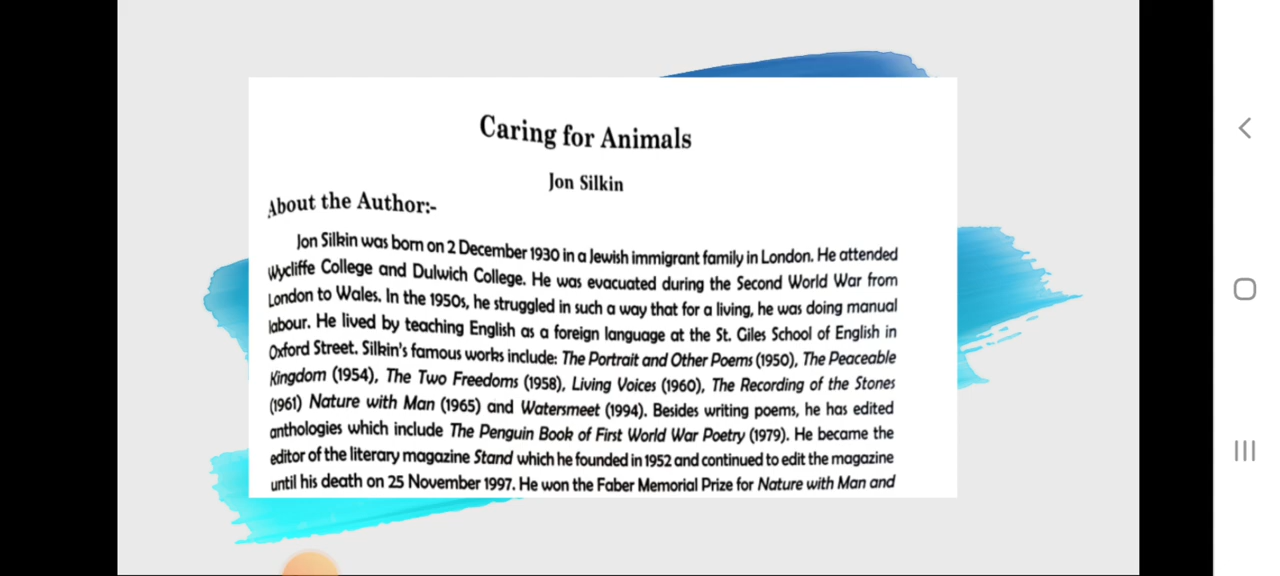 Caring for Animals
Jon Silkin
About the Author:-
Jon Silkin was born on 2 December 1930 in a Jewish immigrant family in London. He attended
Wycliffe College and Dulwich College. He was evacuated during the Second World War from
London to Wales. In the 1950s, he struggled in such a way that for a living, he was doing manual
labour. He lived by teaching English as a foreign language at the St. Giles School of English in
Oxford Street. Silkin's famous works include: The Portrait and Other Poems (1950), The Peaceable
Kingdom (1954), The Two Freedoms (1958), Living Voices (1960), The Recording of the Stones
(1961) Nature with Man (1965) and Watersmeet (1994). Besides writing poems, he has edited
anthologies which include The Penguin Book of First World War Poetry (1979). He became the
editor of the literary magazine Stand which he founded in 1952 and continued to edit the magazine
until his death on 25 November 1997. He won the Faber Memorial Prize for Nature with Man and